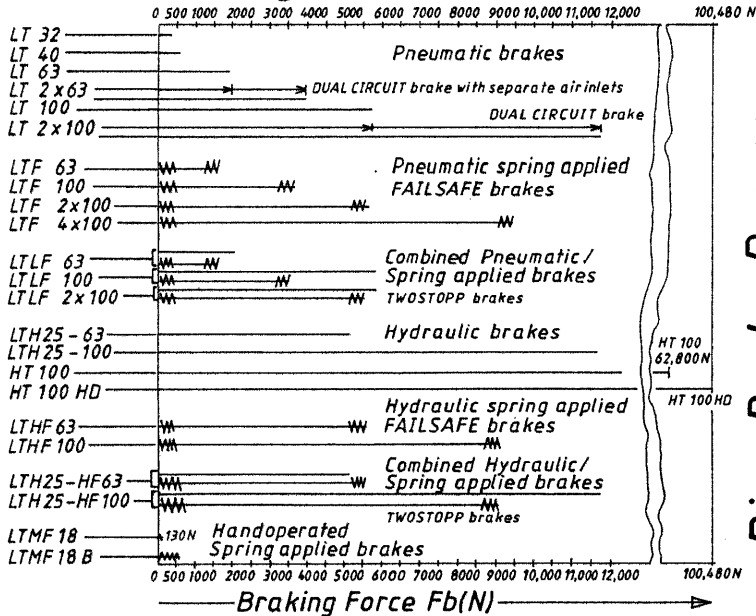 0 500 1000 2000 3000 4000 5000 6000 7000 8000 9000 10,000 11,000 12,000 100,480 N
LT 32
LT 40
Pneumatic brakes
LT 63
LT 2x63
DUAL CIRCUIT brake with separate air inlets
LT 100
DUAL CIRCUIT brake
LT 2x100
LTF 63
Pneumatic spring applied
LTF 100
FAILSAFE brakes
LTF 2x100
LTF 4x100
LTLF 63
Combined Pneumatic/
LTLF 100
Spring applied brakes
LTLF 2x100
TWOSTOPP brakes
LTH25-63
Hydraulic brakes
LTH25-100
HT 100
62,800N
HT 100
HT 100 HD
HT 100 HD
Hydraulic spring applied
LTHF 63
FAILSAFE brakes
LTHF 100
Combined Hydraulic/
LTH25-HF63
Spring applied brakes
LTH25-HF100
TWOSTOPP brakes
LTMF 18
130N
Handoperated
LTMF 18 B
Spring applied brakes
0 500 1000 2000 3000 4000 5000 6000 7000 8000 9000 10,000 11,000 12,000 100,480N
Braking Force Fb(N)